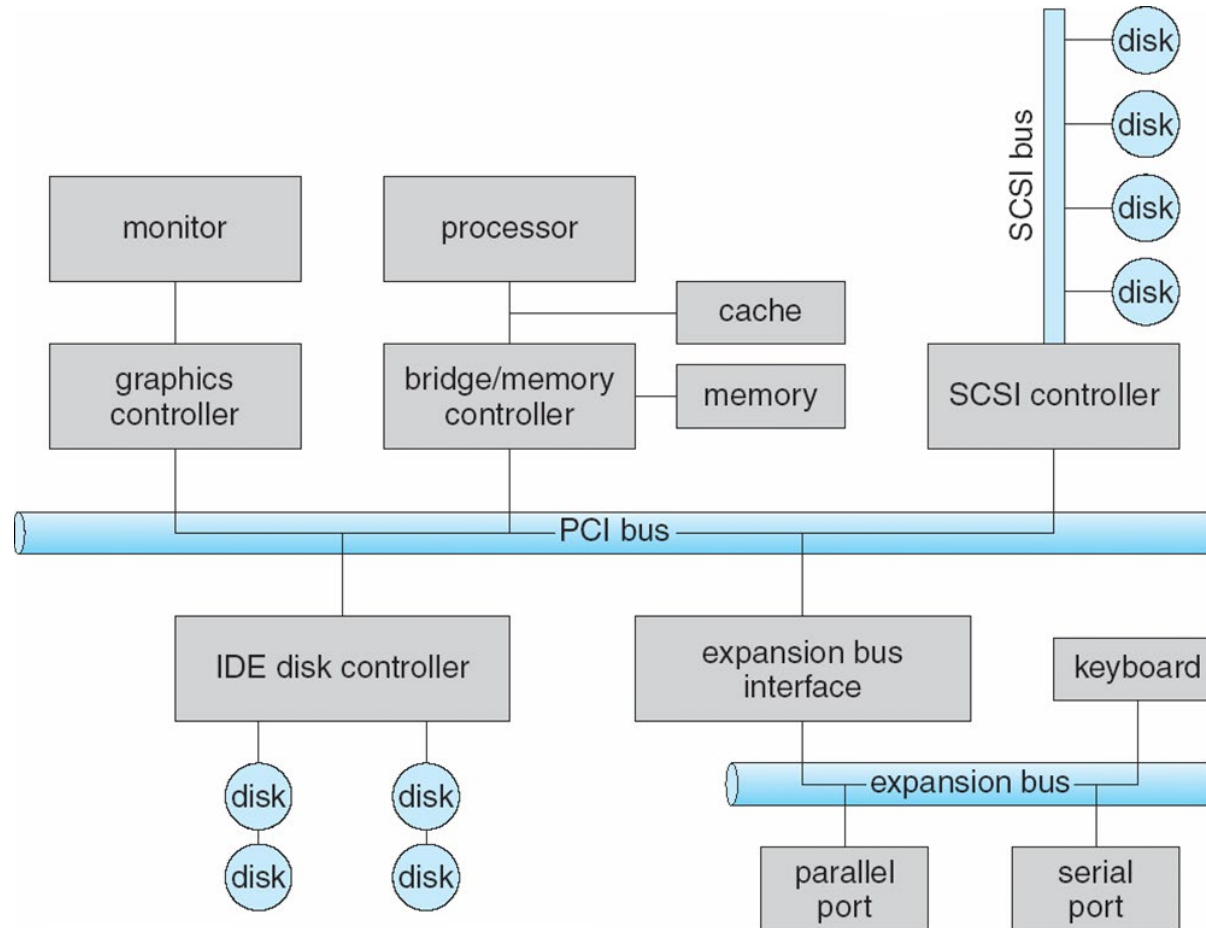 disk
disk
disk
disk
SCSI bus
monitor
processor
cache
graphics
controller
bridge/memory
controller
memory
SCSI controller
PCI bus
IDE disk controller
expansion bus
interface
keyboard
disk
disk
disk
disk
expansion bus
parallel
port
serial
port